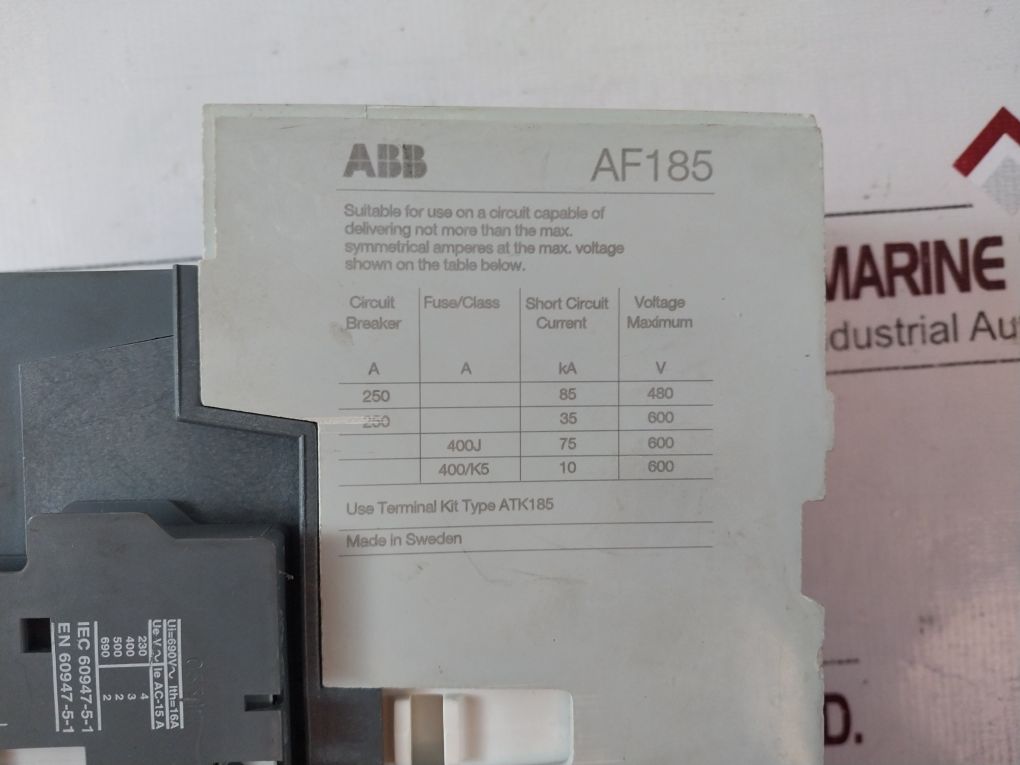 ABB AF185
Suitable for use on a circuit capable of
delivering not more than the max.
symmetrical amperes at the max. voltage
shown on the table below.
Circuit Fuse/Class Short Circuit Voltage
Breaker Current Maximum
A A kA V
250 85 480
250 35 600
400J 75 600
400/K5 10 600
Use Terminal Kit Type ATK185
Made in Sweden
Ui=690V~ Ith=16A
Ue V ~ Ie AC-15 A
230 4
400 3
500 2
690 2
IEC 60947-5-1
EN 60947-5-1
MARINE
ndustrial Au
D.